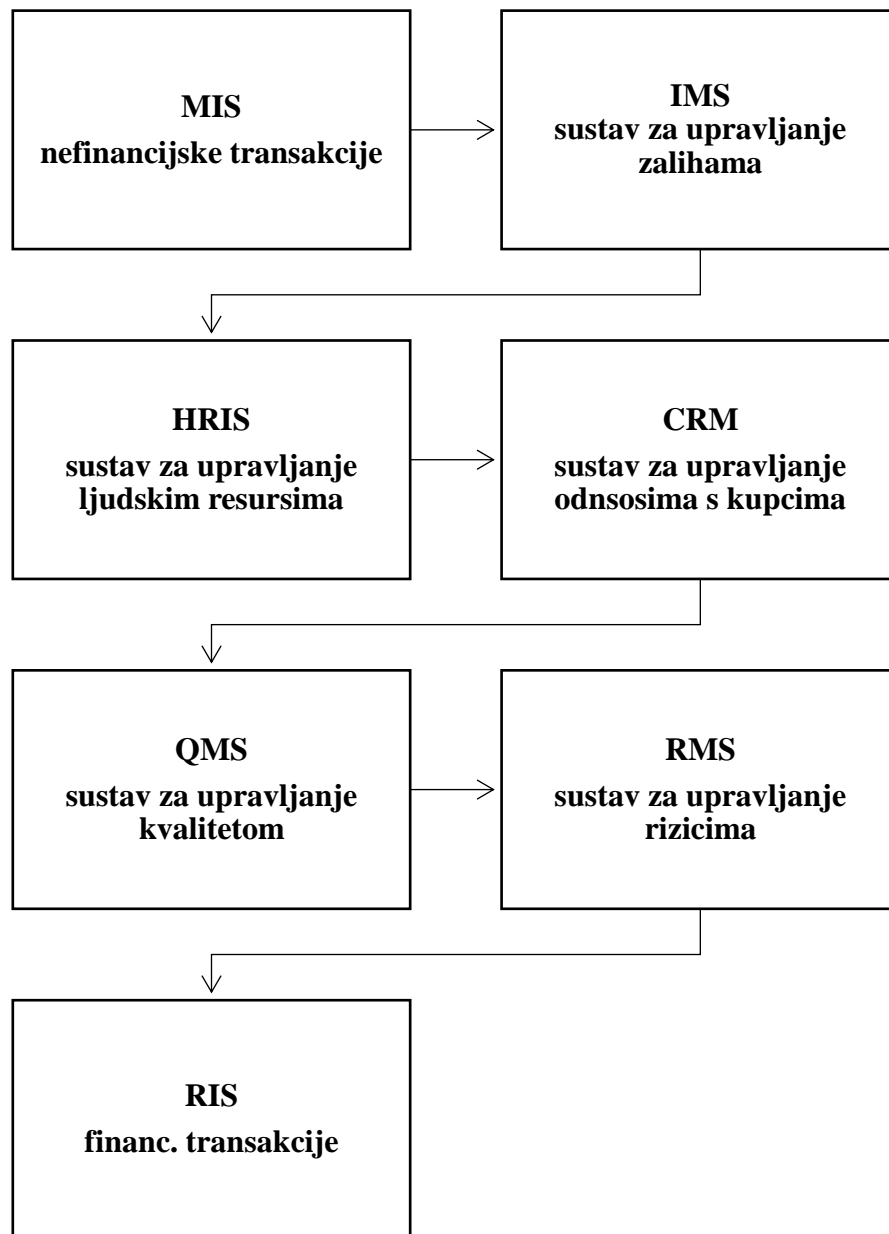 MIS
nefinancijske transakcije
IMS
sustav za upravljanje
zalihama
HRIS
sustav za upravljanje
ljudskim resursima
CRM
sustav za upravljanje
odnsosima s kupcima
QMS
sustav za upravljanje
kvalitetom
RMS
sustav za upravljanje
rizicima
RIS
financ. transakcije